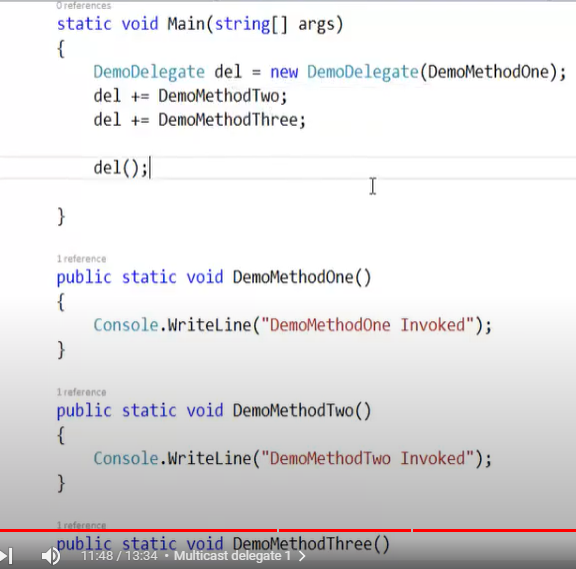 0 references
static void Main(string[] args)
{
DemoDelegate del = new DemoDelegate(DemoMethodOne);
del += DemoMethodTwo;
del += DemoMethodThree;
del();
}
1 reference
public static void DemoMethodOne()
{
Console.WriteLine("DemoMethodOne Invoked");
}
1 reference
public static void DemoMethodTwo()
{
Console.WriteLine("DemoMethodTwo Invoked");
}
1 reference
public static void DemoMethodThree()
11:48 / 13:34 • Multicast delegate 1